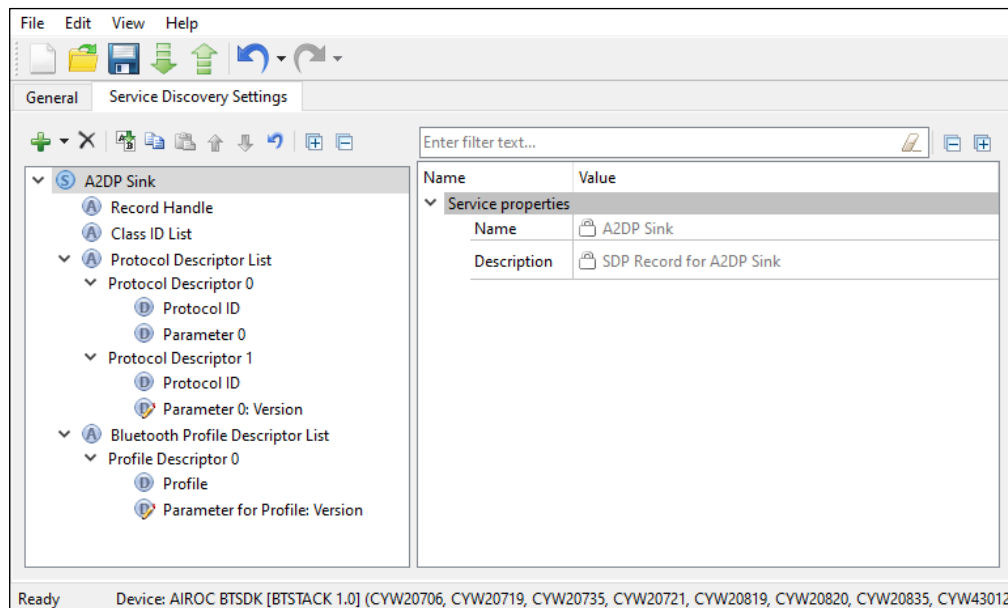 File Edit View Help
General Service Discovery Settings
Enter filter text...
A2DP Sink
Record Handle
Class ID List
Protocol Descriptor List
Protocol Descriptor 0
Protocol ID
Parameter 0
Protocol Descriptor 1
Protocol ID
Parameter 0: Version
Bluetooth Profile Descriptor List
Profile Descriptor 0
Profile
Parameter for Profile: Version
Name Value
Service properties
Name A2DP Sink
Description SDP Record for A2DP Sink
Ready Device: AIROC BTSDK [BTSTACK 1.0] (CYW20706, CYW20719, CYW20735, CYW20721, CYW20819, CYW20820, CYW20835, CYW4301